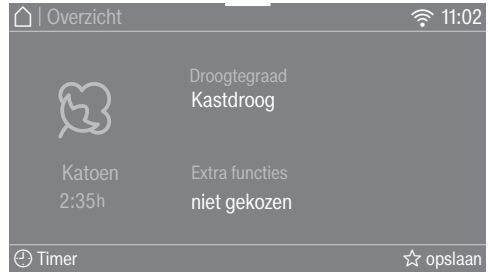 | Overzicht
11:02
Droogtegraad
Kastdroog
Katoen
2:35h
Extra functies
niet gekozen
Timer
opslaan